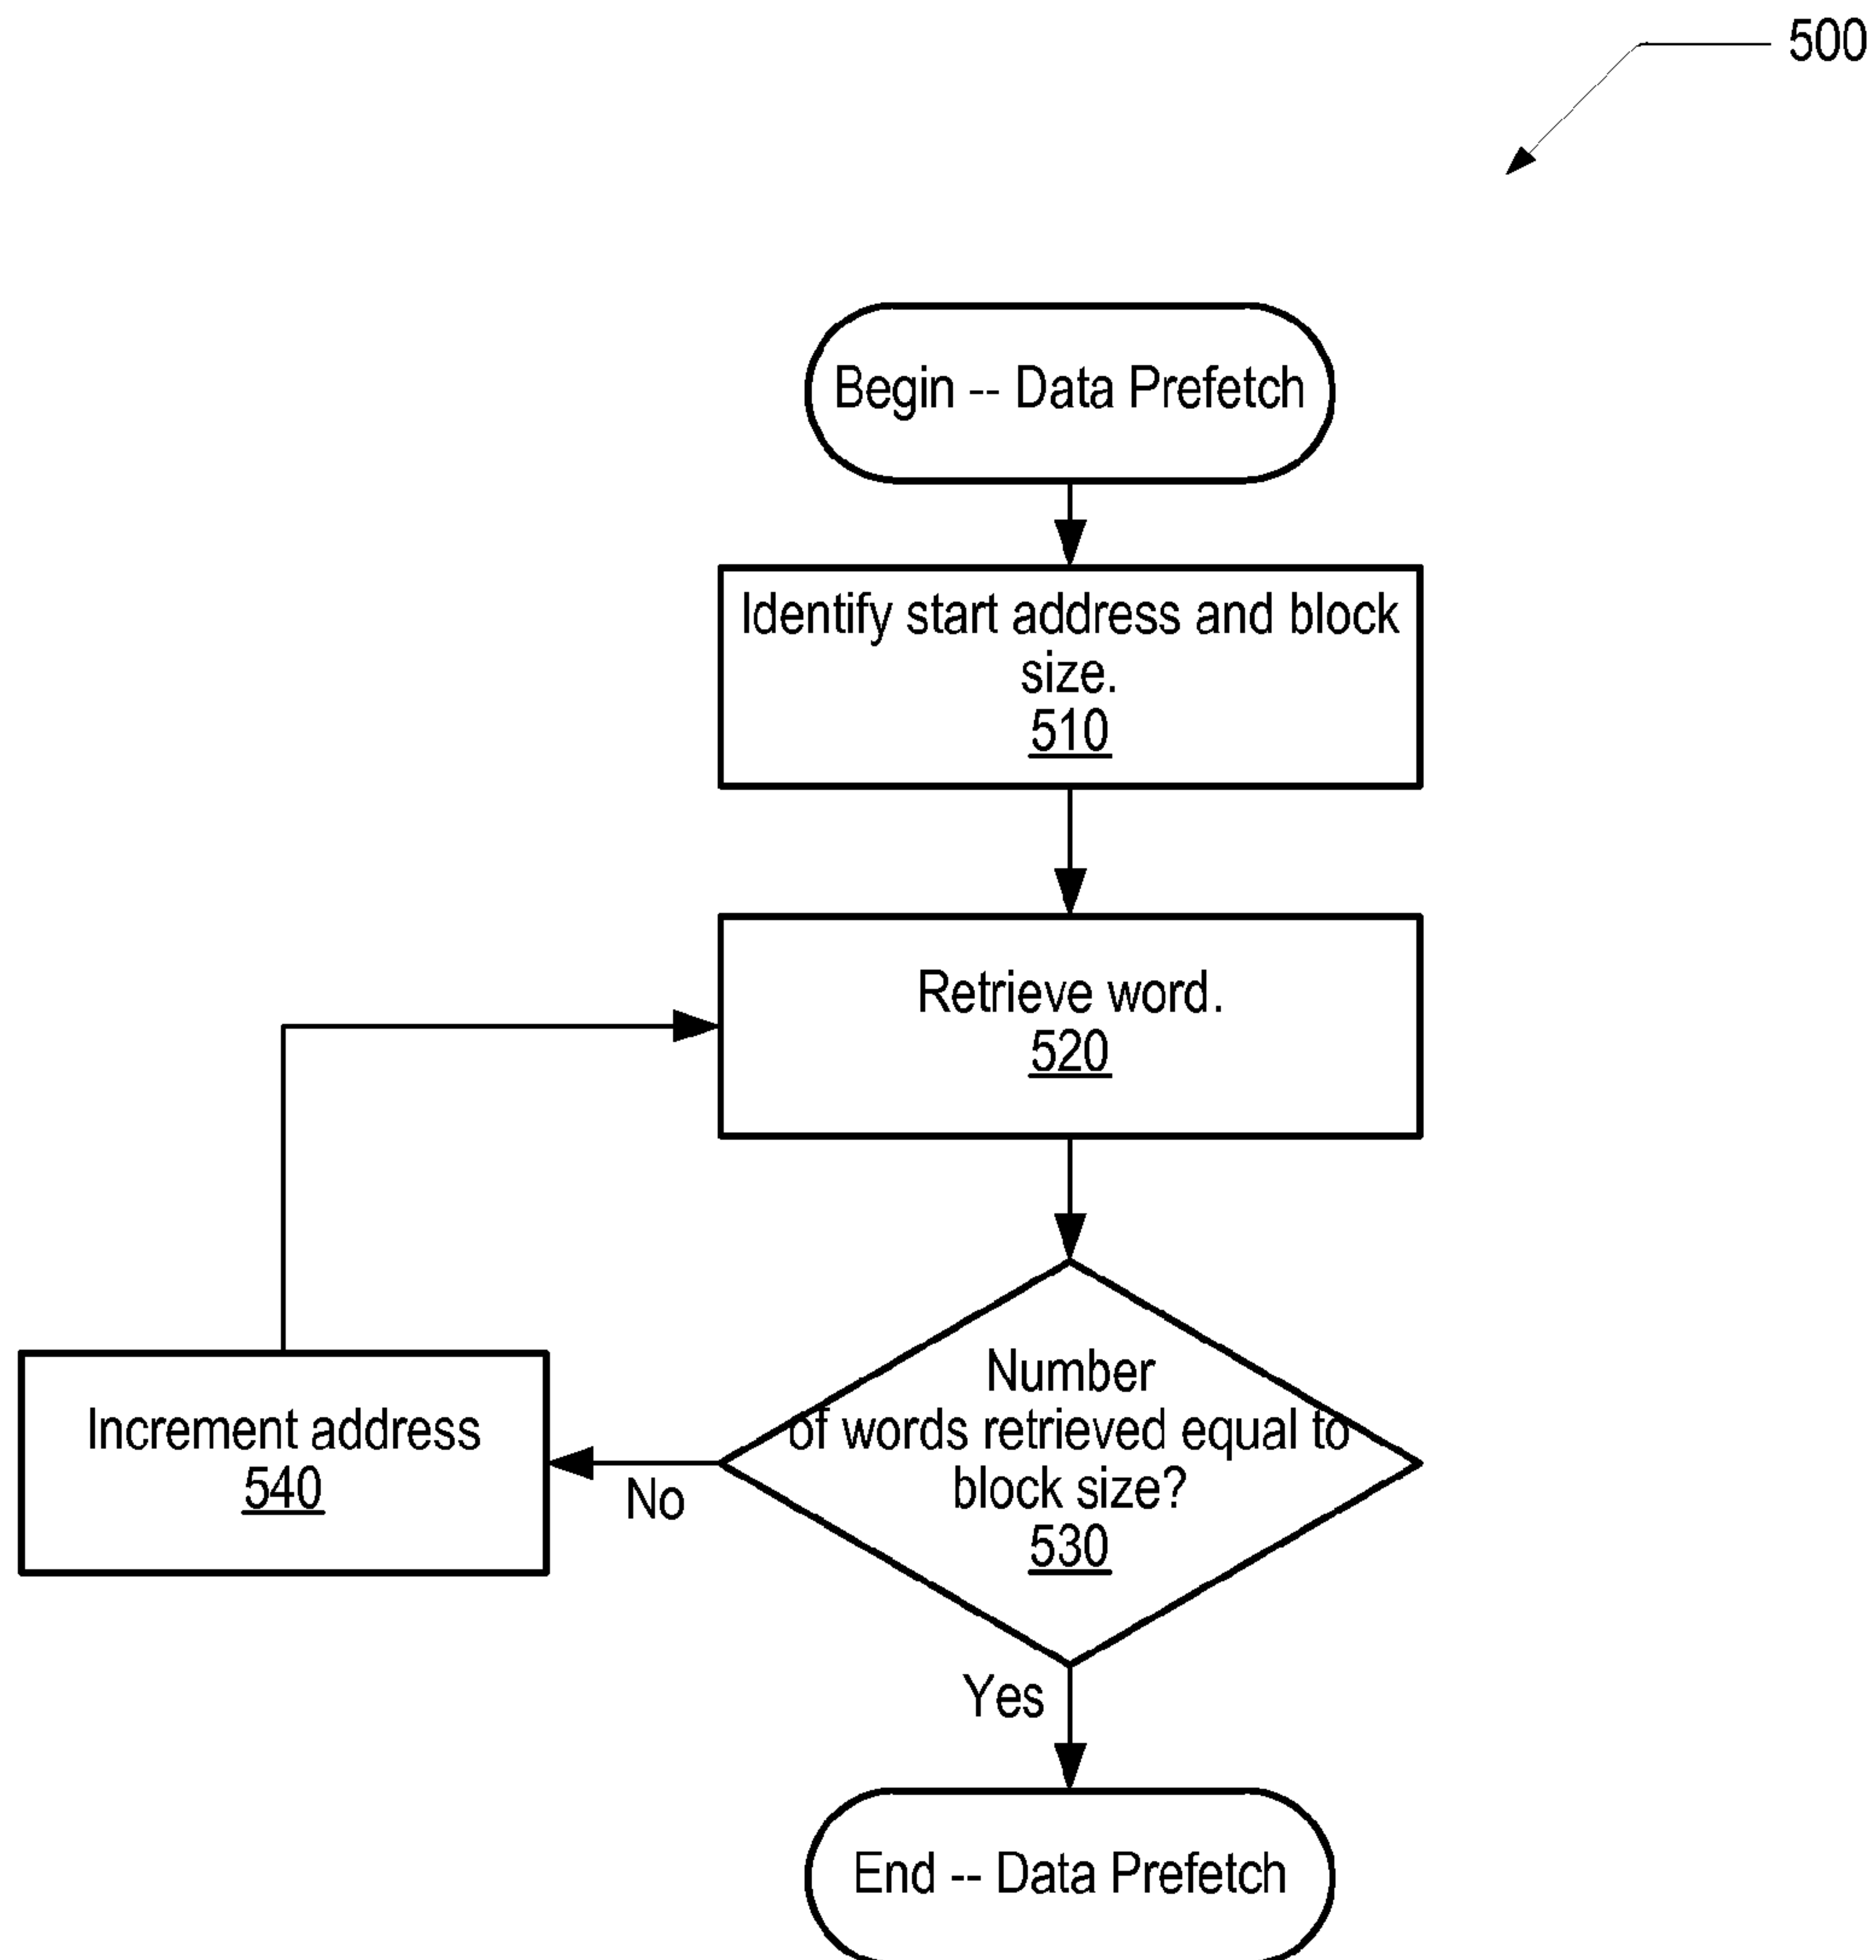 500
Begin -- Data Prefetch
Identify start address and block
size.
510
Retrieve word.
520
Number
of words retrieved equal to
block size?
530
Increment address
540
No
Yes
End -- Data Prefetch